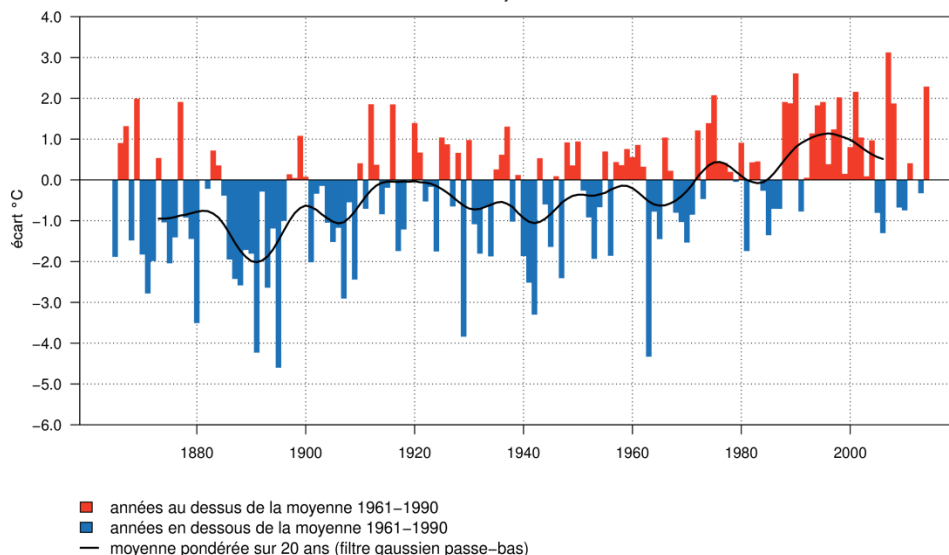 4.0
3.0
2.0
1.0
0.0
−1.0
−2.0
−3.0
−4.0
−5.0
−6.0
écart °C
1880 1900 1920 1940 1960 1980 2000
années au dessus de la moyenne 1961−1990
années en dessous de la moyenne 1961−1990
moyenne pondérée sur 20 ans (filtre gaussien passe−bas)